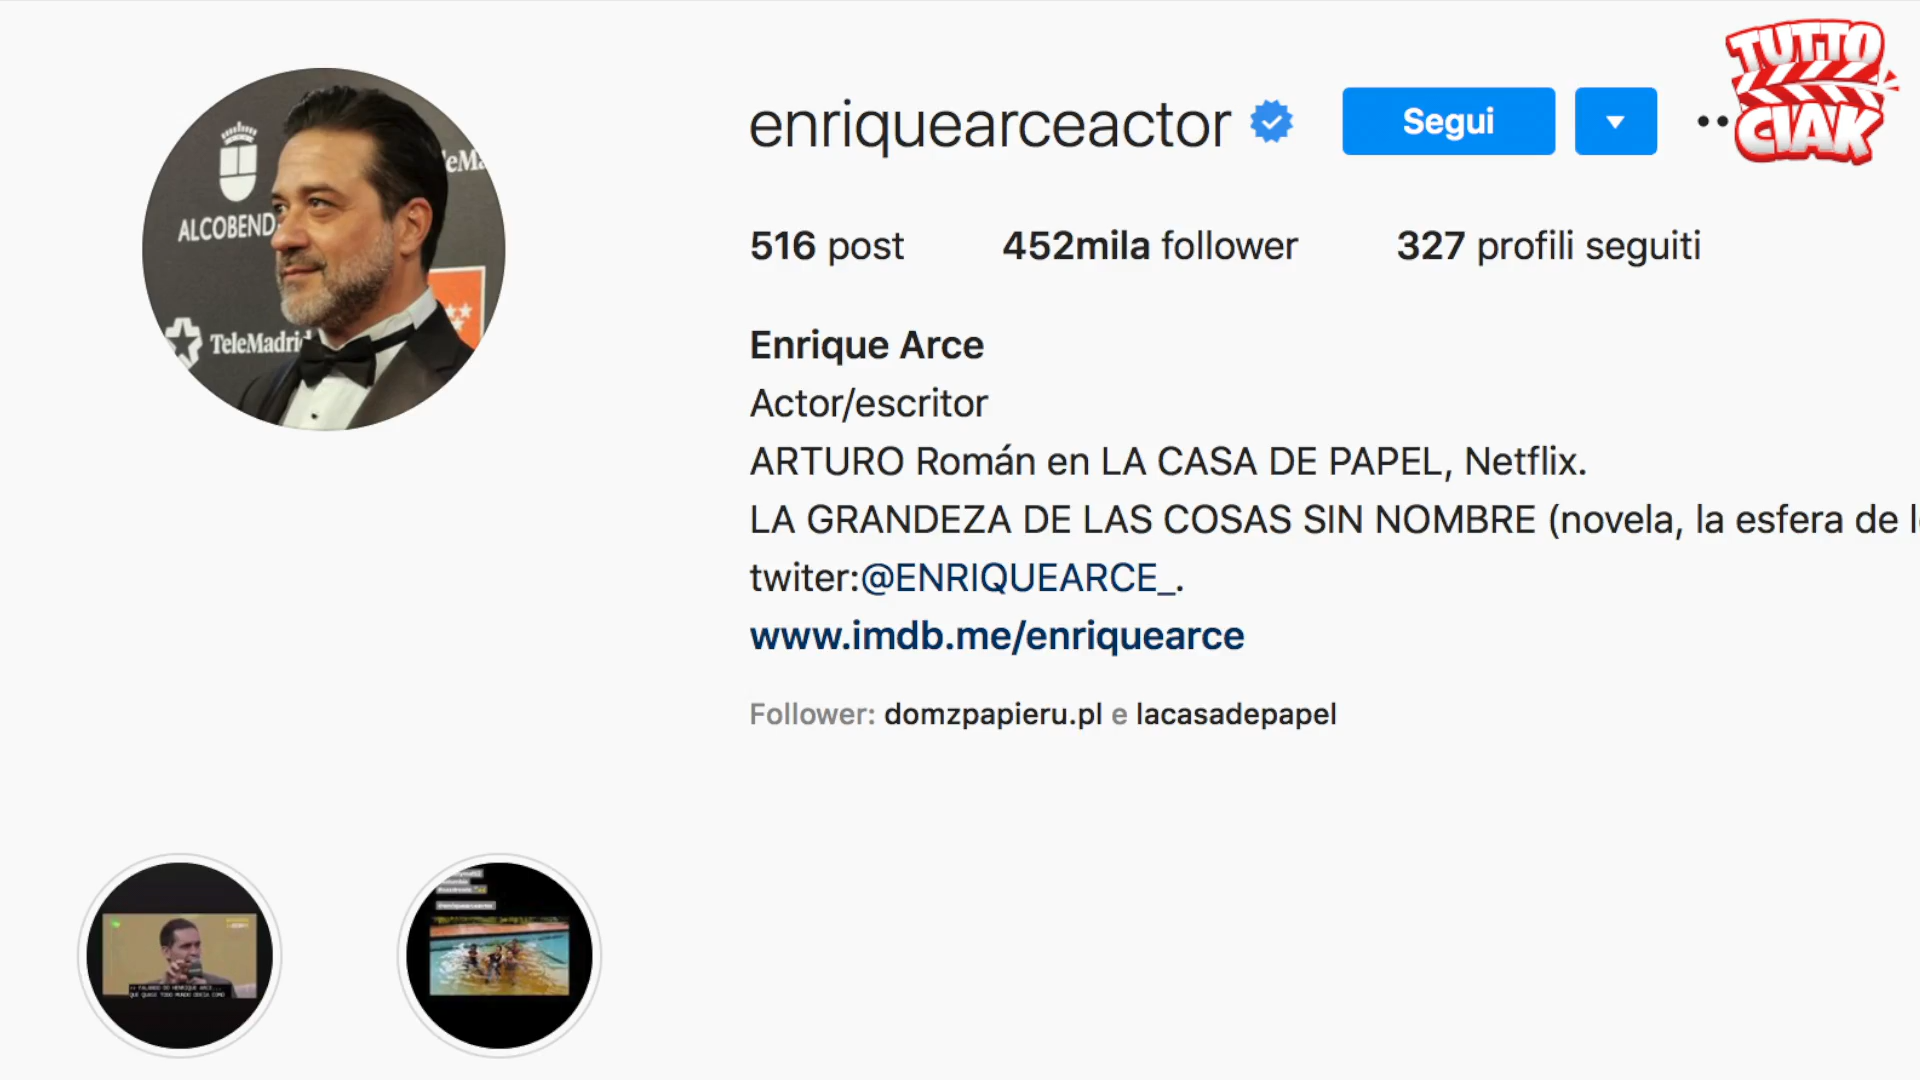 TUTTO
CIAK
enriquearceactor
Segui
516 post 452mila follower 327 profili seguiti
ALCOBEND
TeleMadrid
Enrique Arce
Actor/escritor
ARTURO Román en LA CASA DE PAPEL, Netflix.
LA GRANDEZA DE LAS COSAS SIN NOMBRE (novela, la esfera de l
twiter:@ENRIQUEARCE_.
www.imdb.me/enriquearce
Follower: domzpapieru.pl e lacasadepapel